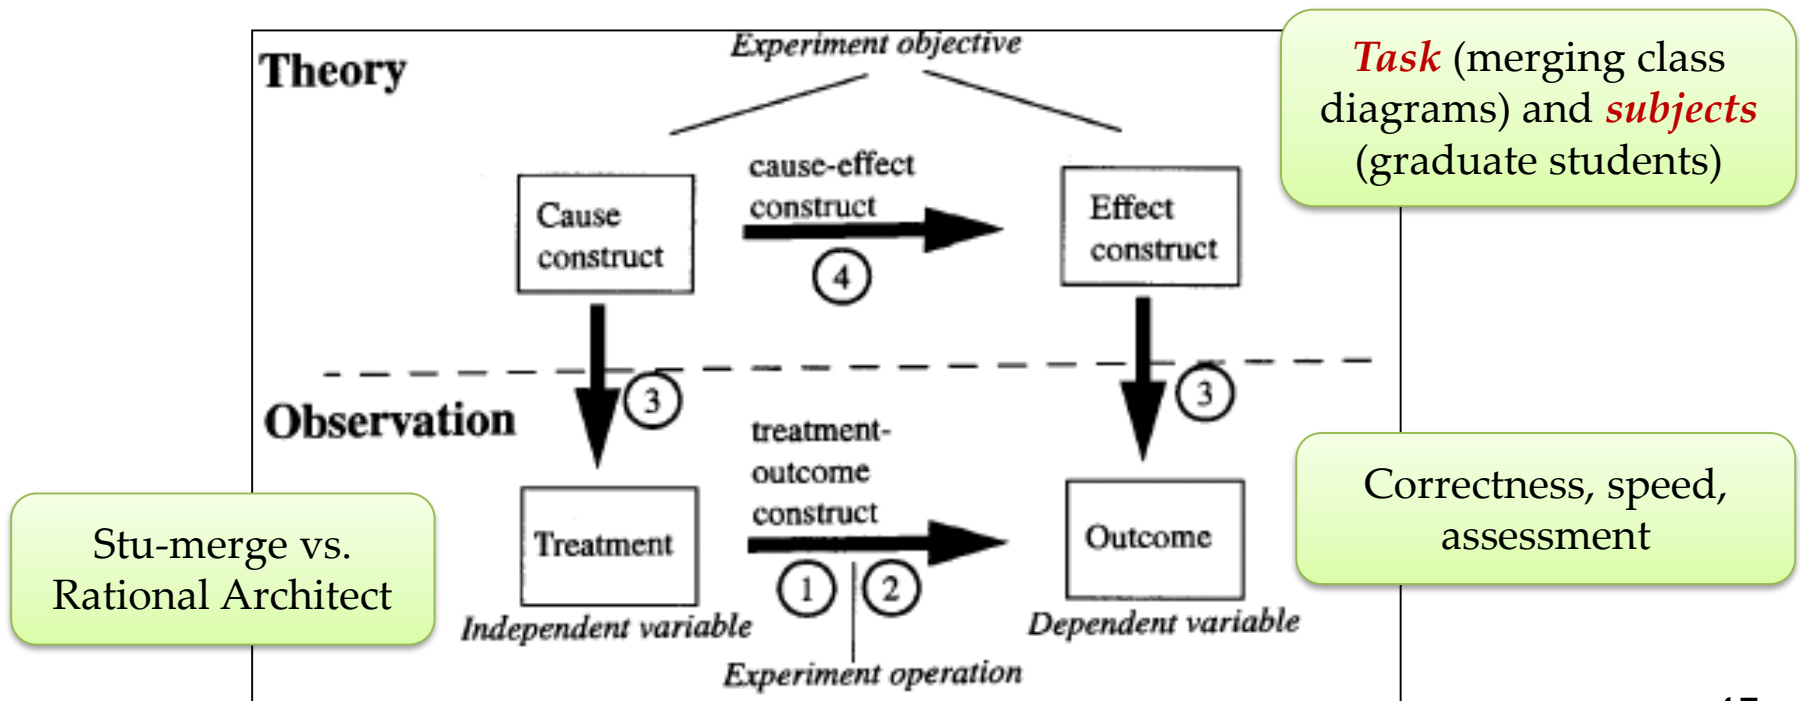 Experiment objective
Theory
Task (merging class
diagrams) and subjects
(graduate students)
cause-effect
construct
Cause
construct
Effect
construct
4
3
3
Observation
treatment-
outcome
construct
Treatment
Outcome
Stu-merge vs.
Rational Architect
Correctness, speed,
assessment
1
2
Independent variable
Dependent variable
Experiment operation